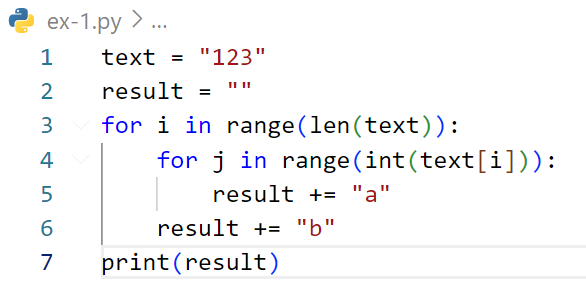 ex-1.py > ...
1 text = "123"
2 result = ""
3 for i in range(len(text)):
4     for j in range(int(text[i])):
5         result += "a"
6     result += "b"
7 print(result)